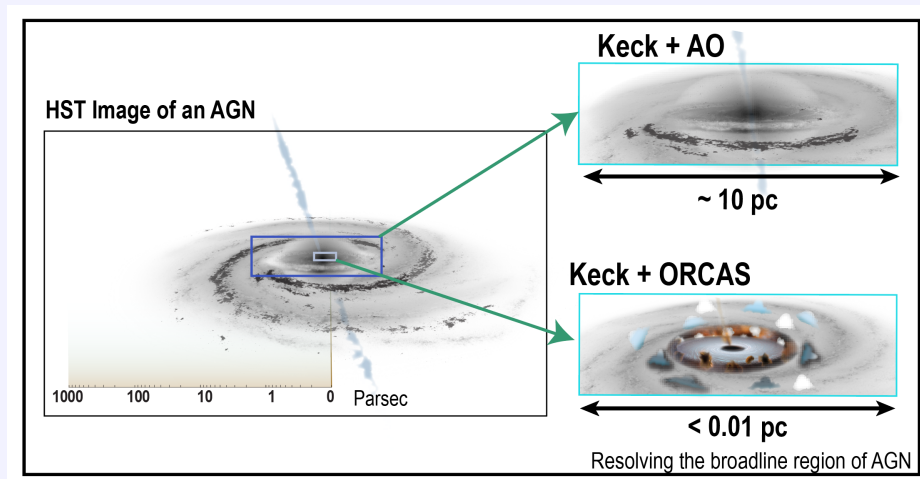 Keck + AO
HST Image of an AGN
~ 10 pc
Keck + ORCAS
1000 100 10 1 0 Parsec
< 0.01 pc
Resolving the broadline region of AGN